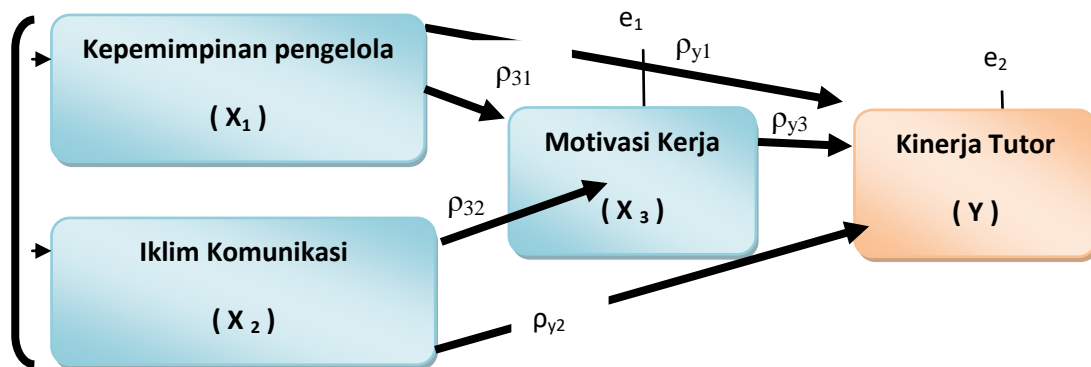 Kepemimpinan pengelola
( X₁ )
ρ₃₁
e₁
ρy1
Motivasi Kerja
( X ₃ )
ρy3
e₂
Kinerja Tutor
( Y )
ρ₃₂
Iklim Komunikasi
( X ₂ )
ρy2